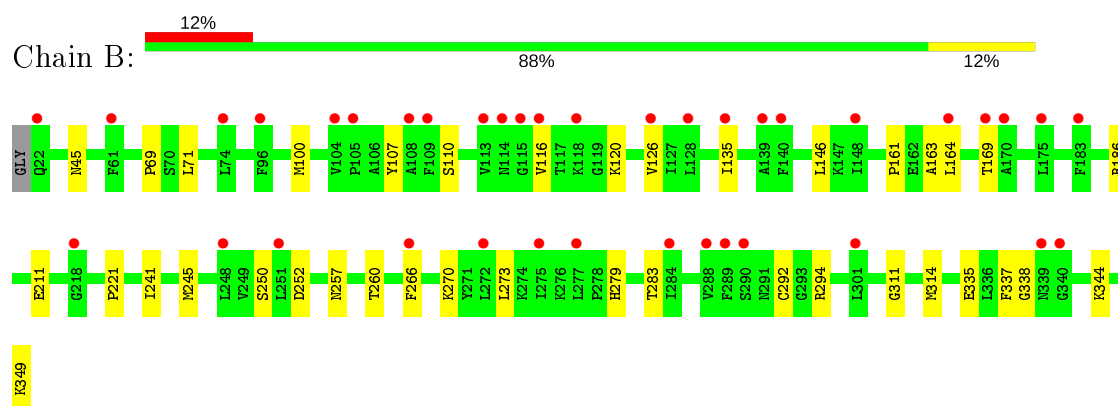 12%
Chain B:
88%
12%
GLY Q22 N45 F61 P69 S70 L71 L74 F96 M100 V104 P105 A106 Y107 A108 F109 S110 V113 N114 G115 V116 T117 K118 G119 K120 V126 I127 L128 I135 A139 F140 L146 K147 I148 P161 E162 A163 L164 T169 A170 L175 F183 R186
E211 G218 P221 I241 M245 L248 V249 S250 L251 D252 N257 T260 F266 K270 Y271 L272 L273 K274 I275 K276 L277 P278 H279 T283 I284 V288 F289 S290 N291 C292 G293 R294 L301 G311 M314 E335 L336 F337 G338 N339 G340 K344
K349